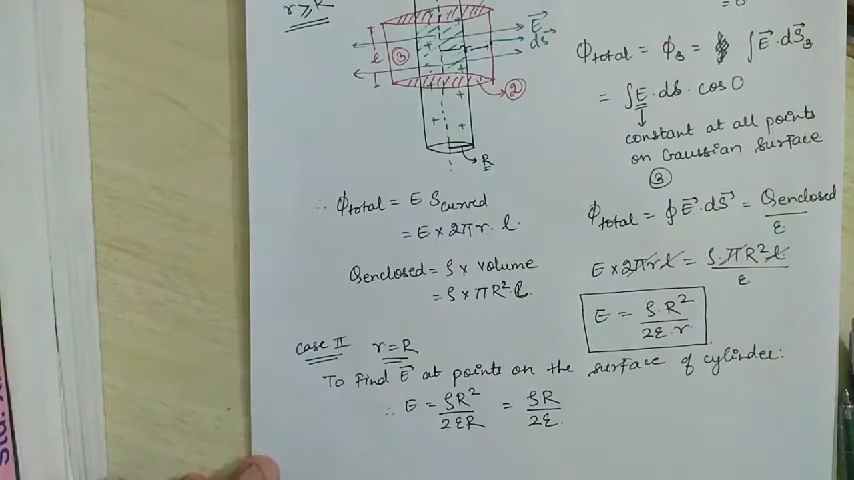 r ≥ R
= 0
E⃗
dS⃗
l
③
②
+ +
R
Φtotal = Φ3 = ∫ E⃗ · dS⃗3
= ∫ E · ds · cos 0
constant at all points
on Gaussian surface
③
∴ Φtotal = E Scurved
= E × 2πr · l.
Φtotal = ∮ E⃗ · dS⃗ = Qenclosed / ε
Qenclosed = ρ × volume
= ρ × πR² · l.
E × 2πrl = ρ · πR² l / ε
E = ρ · R² / 2ε · r
Case II r = R
To Find E⃗ at points on the surface of cylinder:
∴ E = ρR² / 2εR = ρR / 2ε
Std.